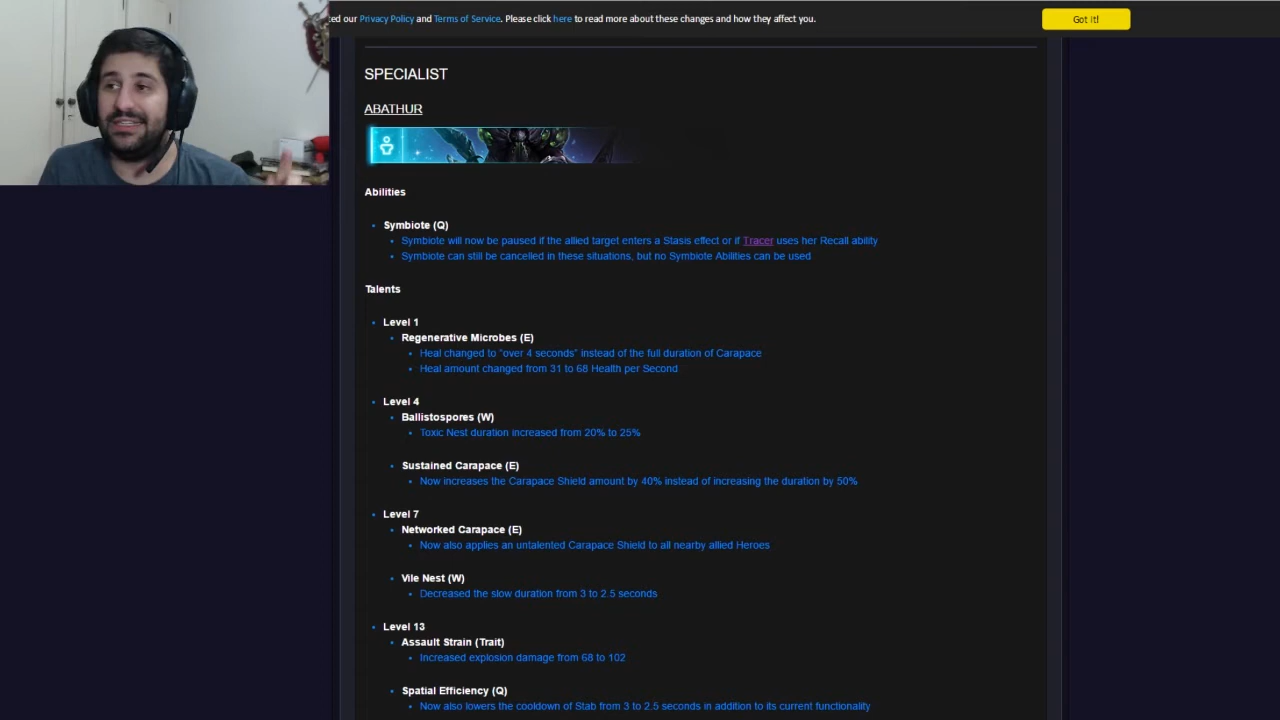 ted our Privacy Policy and Terms of Service. Please click here to read more about these changes and how they affect you.
Got it!
SPECIALIST
ABATHUR
Abilities
Symbiote (Q)
Symbiote will now be paused if the allied target enters a Stasis effect or if Tracer uses her Recall ability
Symbiote can still be cancelled in these situations, but no Symbiote Abilities can be used
Talents
Level 1
Regenerative Microbes (E)
Heal changed to "over 4 seconds" instead of the full duration of Carapace
Heal amount changed from 31 to 68 Health per Second
Level 4
Ballistospores (W)
Toxic Nest duration increased from 20% to 25%
Sustained Carapace (E)
Now increases the Carapace Shield amount by 40% instead of increasing the duration by 50%
Level 7
Networked Carapace (E)
Now also applies an untalented Carapace Shield to all nearby allied Heroes
Vile Nest (W)
Decreased the slow duration from 3 to 2.5 seconds
Level 13
Assault Strain (Trait)
Increased explosion damage from 68 to 102
Spatial Efficiency (Q)
Now also lowers the cooldown of Stab from 3 to 2.5 seconds in addition to its current functionality